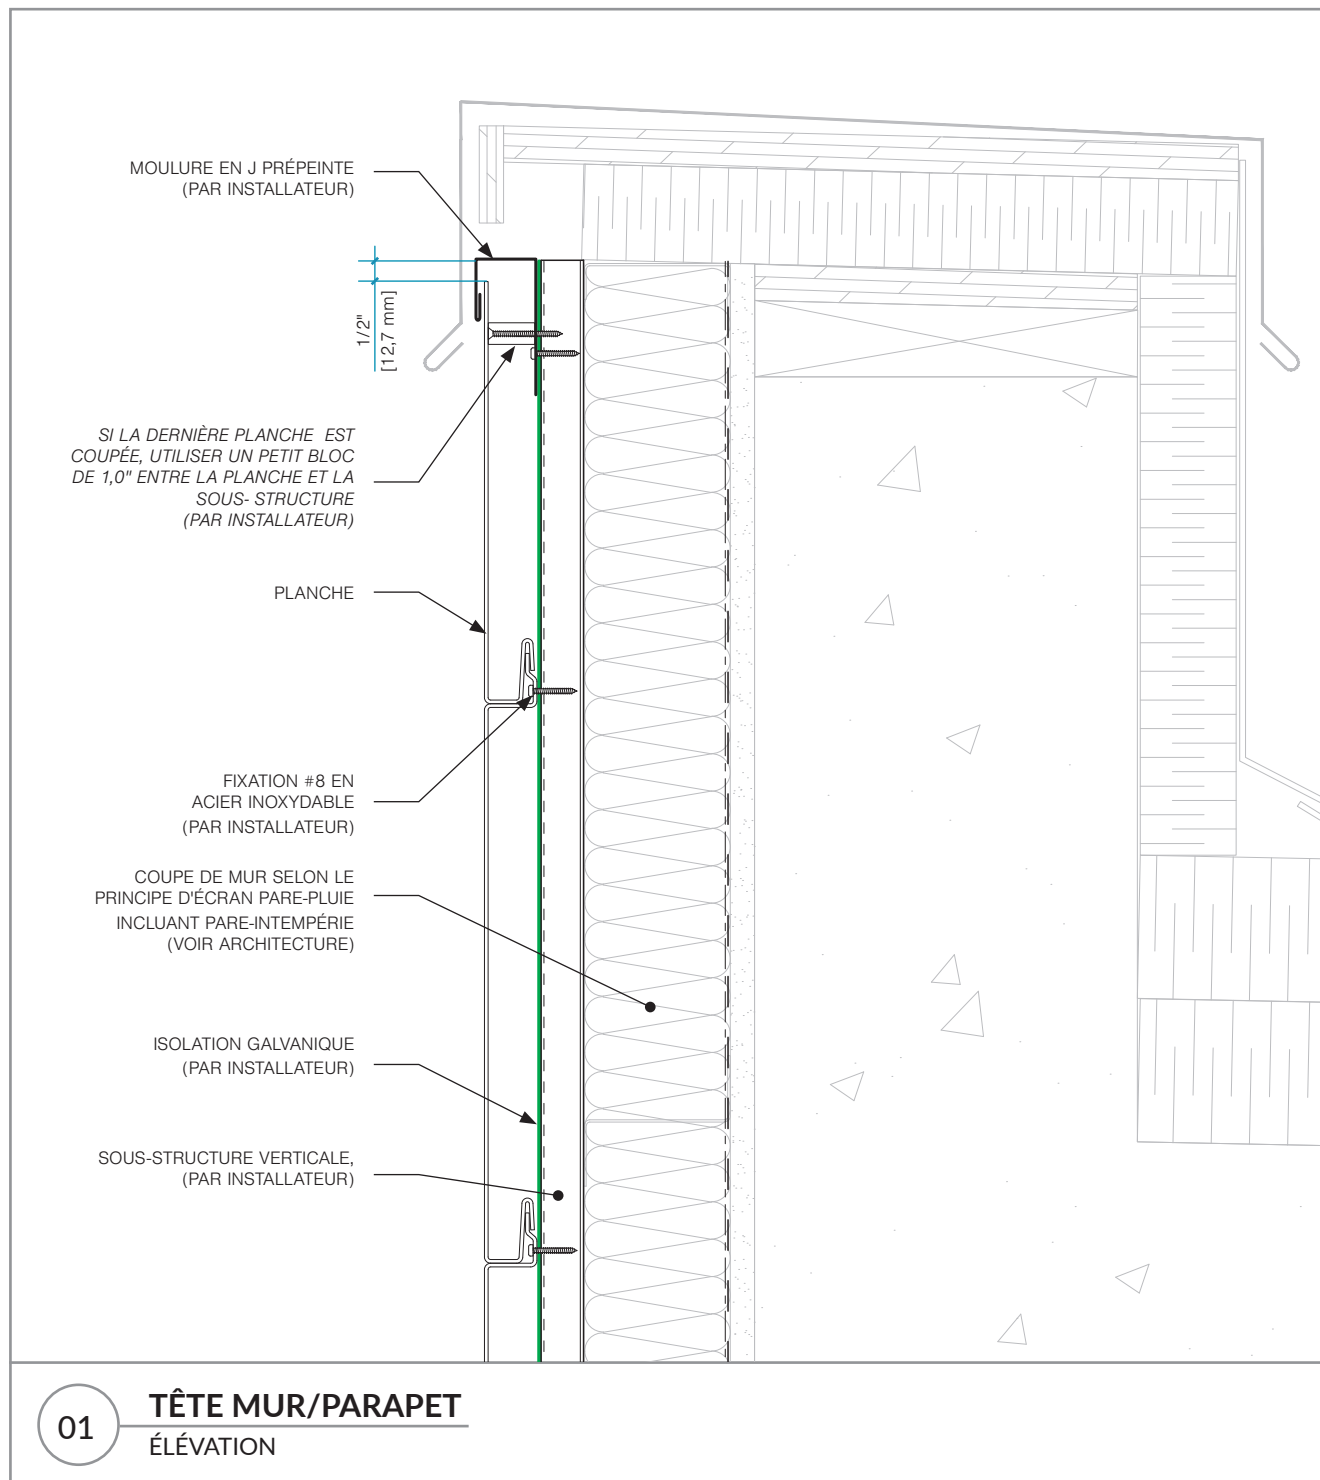 MOULURE EN J PRÉPEINTE
(PAR INSTALLATEUR)
1/2"
[12,7 mm]
SI LA DERNIÈRE PLANCHE EST
COUPÉE, UTILISER UN PETIT BLOC
DE 1,0" ENTRE LA PLANCHE ET LA
SOUS- STRUCTURE
(PAR INSTALLATEUR)
PLANCHE
FIXATION #8 EN
ACIER INOXYDABLE
(PAR INSTALLATEUR)
COUPE DE MUR SELON LE
PRINCIPE D'ÉCRAN PARE-PLUIE
INCLUANT PARE-INTEMPÉRIE
(VOIR ARCHITECTURE)
ISOLATION GALVANIQUE
(PAR INSTALLATEUR)
SOUS-STRUCTURE VERTICALE,
(PAR INSTALLATEUR)
01
TÊTE MUR/PARAPET
ÉLÉVATION